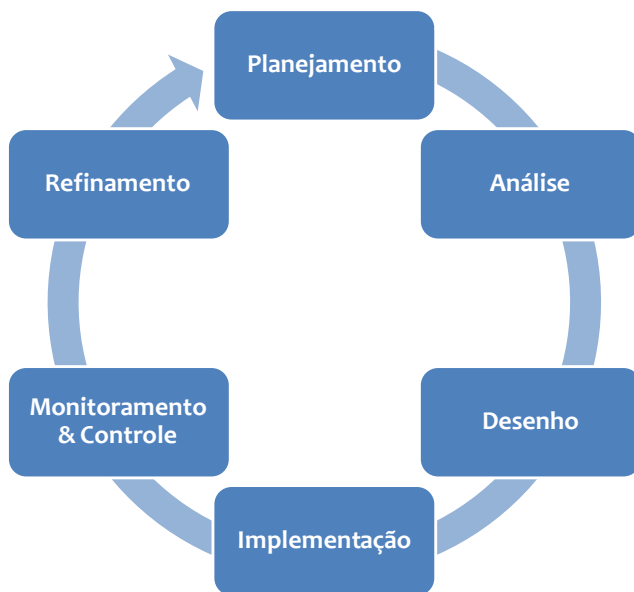 Planejamento
Análise
Desenho
Implementação
Monitoramento
& Controle
Refinamento